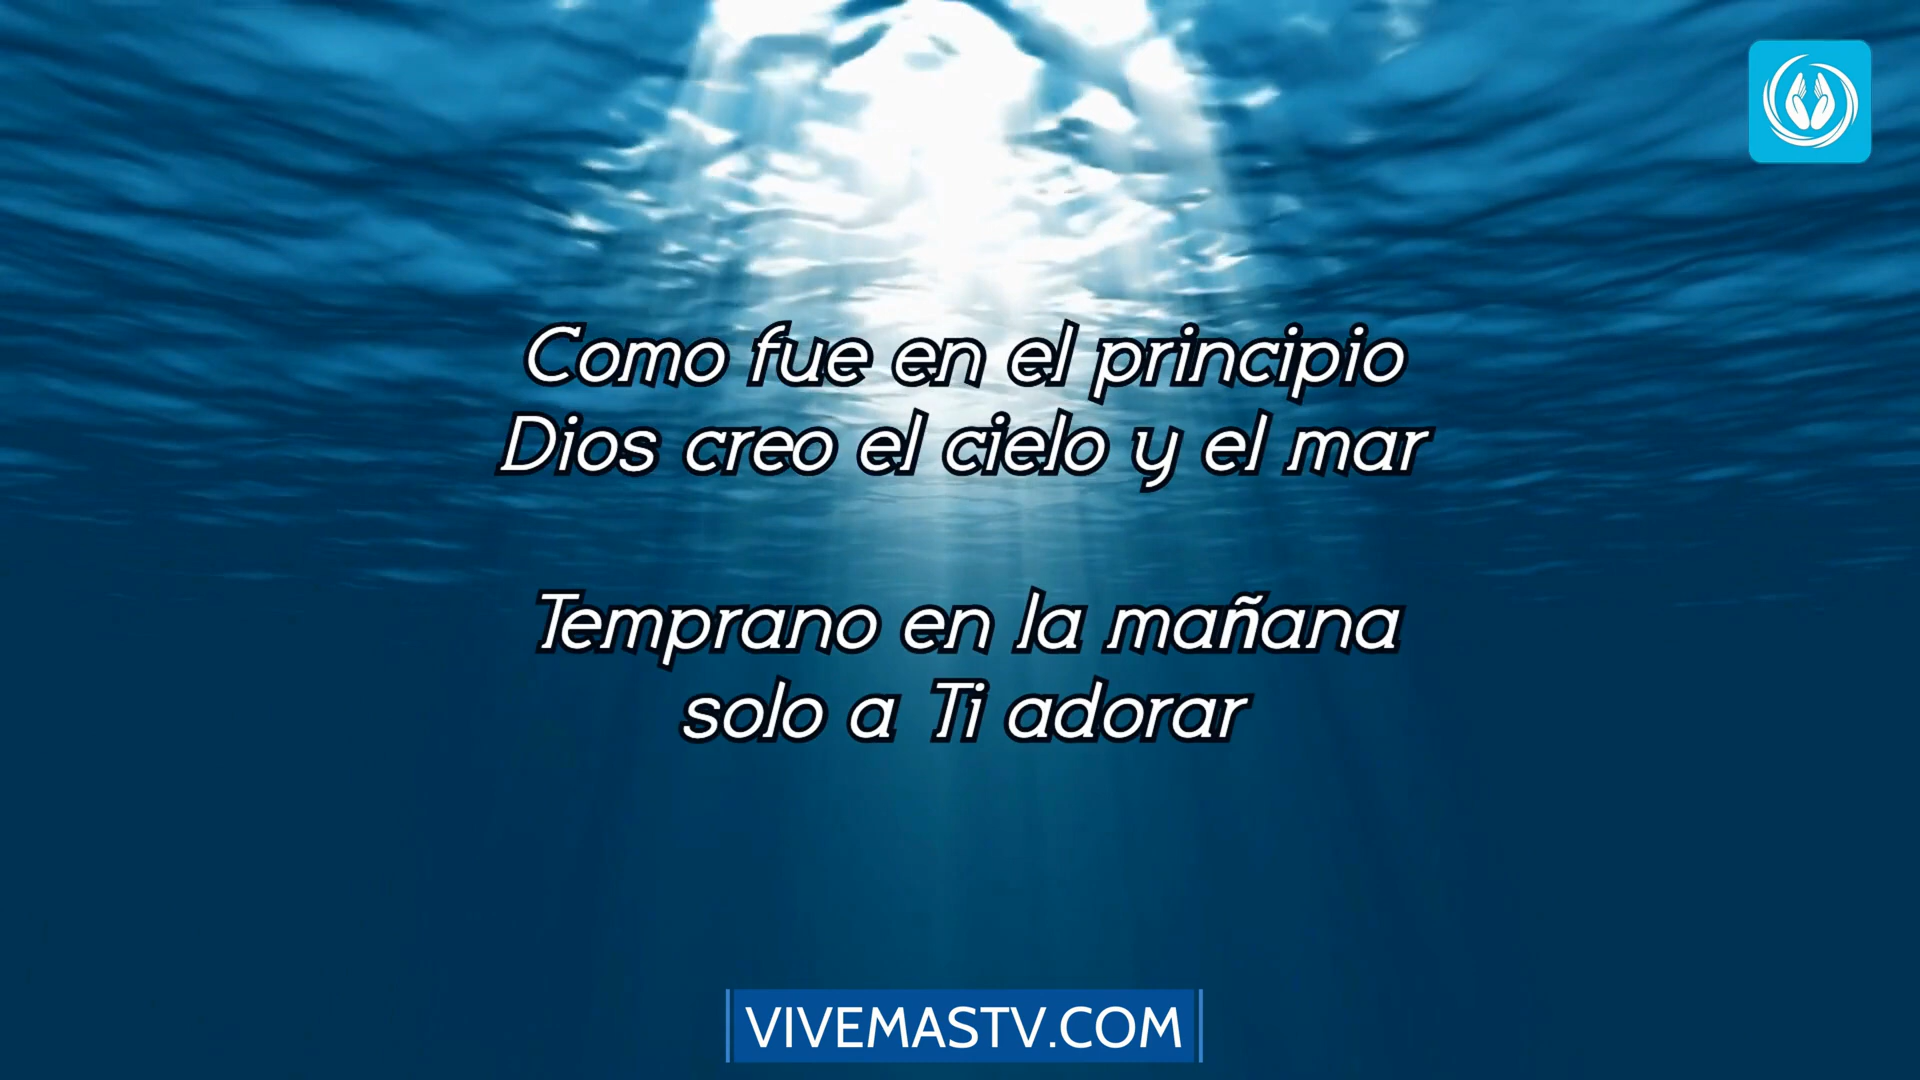 Como fue en el principio
Dios creo el cielo y el mar
Temprano en la mañana
solo a Ti adorar
VIVEMASTV.COM